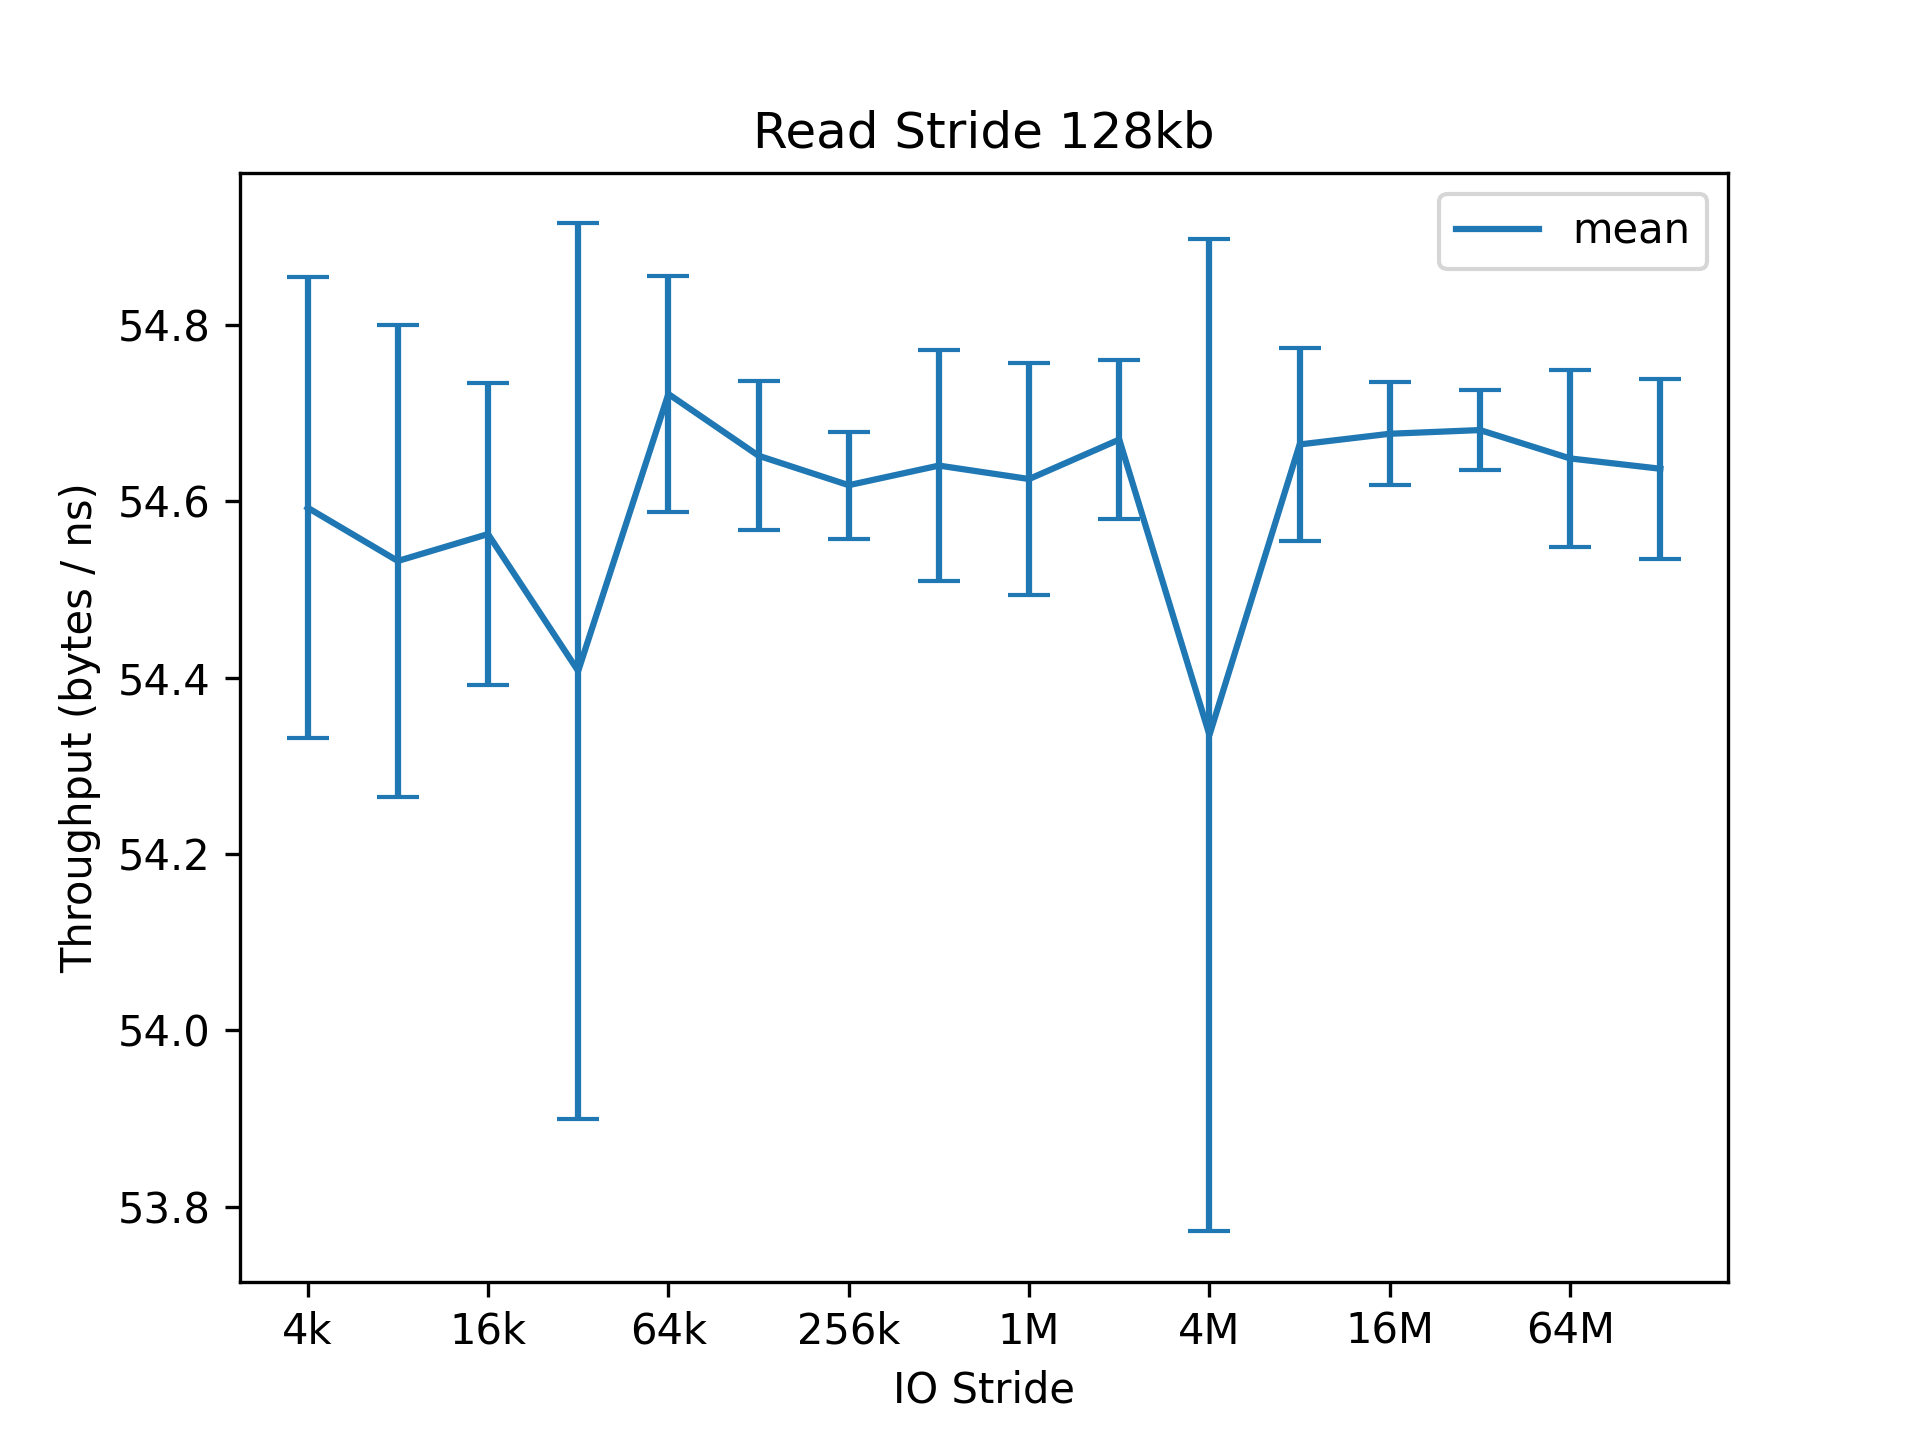 Read Stride 128kb
mean
Throughput (bytes / ns)
54.8
54.6
54.4
54.2
54.0
53.8
4k 16k 64k 256k 1M 4M 16M 64M
IO Stride